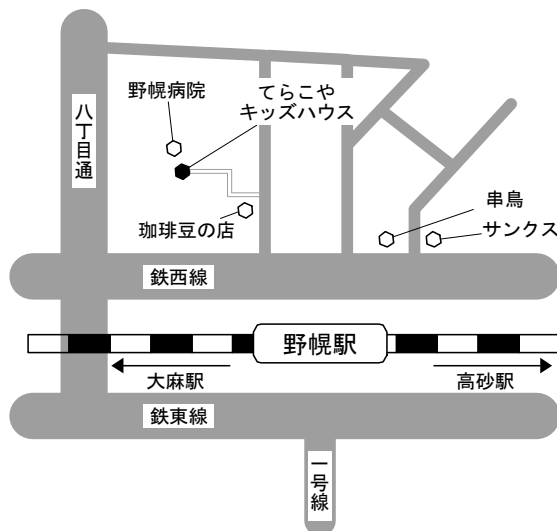 野幌病院
てらこや
キッズハウス
八丁目通
珈琲豆の店
串鳥
サンクス
鉄西線
野幌駅
大麻駅
高砂駅
鉄東線
一号線